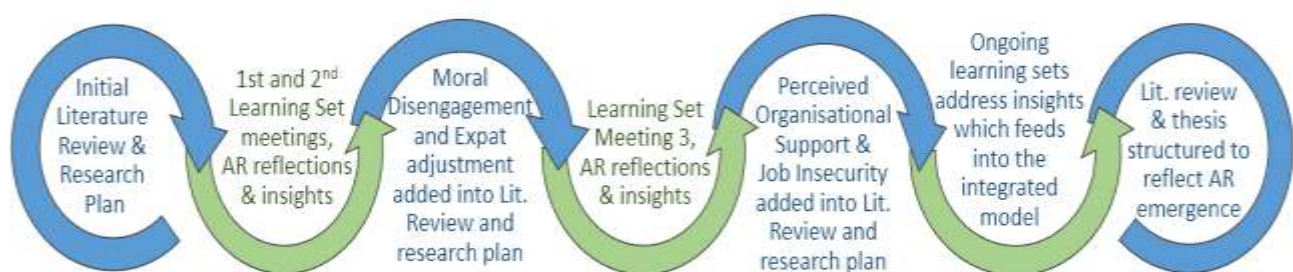 Initial
Literature
Review &
Research
Plan
1st and 2nd
Learning Set
meetings,
AR reflections
& insights
Moral
Disengagement
and Expat
adjustment
added into Lit.
Review and
research plan
Learning Set
Meeting 3,
AR reflections
& insights
Perceived
Organisational
Support &
Job Insecurity
added into Lit.
Review and
research plan
Ongoing
learning sets
address insights
which feeds
into the
integrated
model
Lit. review
& thesis
structured to
reflect AR
emergence